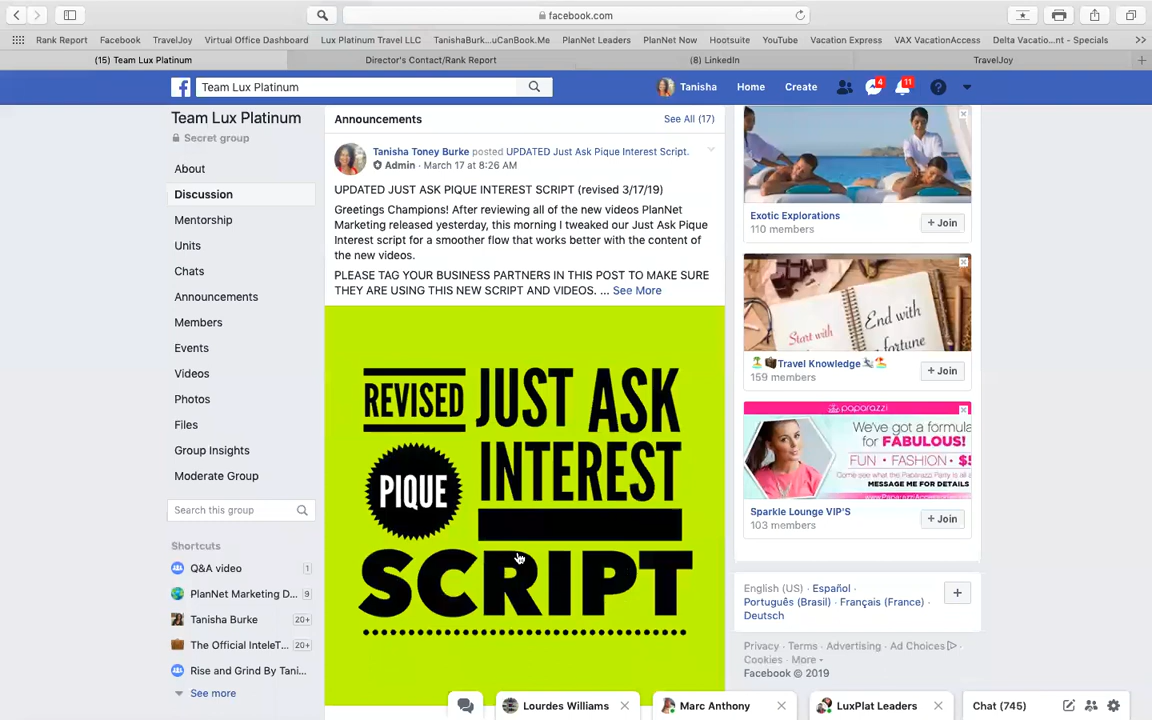 facebook.com
Rank Report Facebook TravelJoy Virtual Office Dashboard Lux Platinum Travel LLC TanishaBurk...uCanBook.Me PlanNet Leaders PlanNet Now Hootsuite YouTube Vacation Express VAX VacationAccess Delta Vacatio...nt - Specials
(15) Team Lux Platinum
Director's Contact/Rank Report
(8) LinkedIn
TravelJoy
Team Lux Platinum
Tanisha Home Create 4 11
Team Lux Platinum
Secret group
About
Discussion
Mentorship
Units
Chats
Announcements
Members
Events
Videos
Photos
Files
Group Insights
Moderate Group
Search this group
Shortcuts
Q&A video 1
PlanNet Marketing D... 9
Tanisha Burke 20+
The Official InteleT... 20+
Rise and Grind By Tani...
See more
Announcements See All (17)
Tanisha Toney Burke posted UPDATED Just Ask Pique Interest Script.
Admin · March 17 at 8:26 AM
UPDATED JUST ASK PIQUE INTEREST SCRIPT (revised 3/17/19)
Greetings Champions! After reviewing all of the new videos PlanNet
Marketing released yesterday, this morning I tweaked our Just Ask Pique
Interest script for a smoother flow that works better with the content of
the new videos.
PLEASE TAG YOUR BUSINESS PARTNERS IN THIS POST TO MAKE SURE
THEY ARE USING THIS NEW SCRIPT AND VIDEOS. ... See More
REVISED JUST ASK
PIQUE INTEREST
SCRIPT
Exotic Explorations
110 members
+ Join
Start with
End with
fortune
Travel Knowledge
159 members
+ Join
paparazzi
We've got a formula
for FABULOUS!
FUN • FASHION • $5
MESSAGE ME FOR DETAILS
Sparkle Lounge VIP'S
103 members
+ Join
English (US) · Español ·
Português (Brasil) · Français (France) ·
Deutsch
Privacy · Terms · Advertising · Ad Choices ·
Cookies · More
Facebook © 2019
Lourdes Williams
Marc Anthony
LuxPlat Leaders
Chat (745)